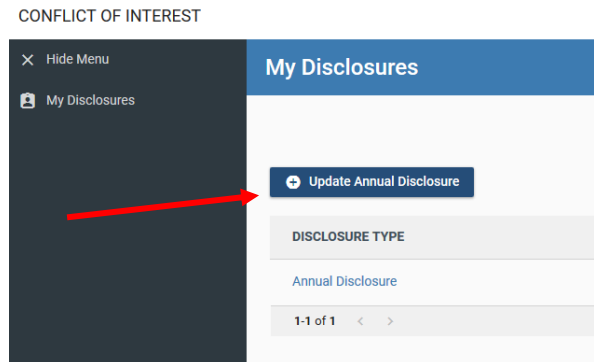 CONFLICT OF INTEREST
Hide Menu
My Disclosures
My Disclosures
Update Annual Disclosure
DISCLOSURE TYPE
Annual Disclosure
1-1 of 1